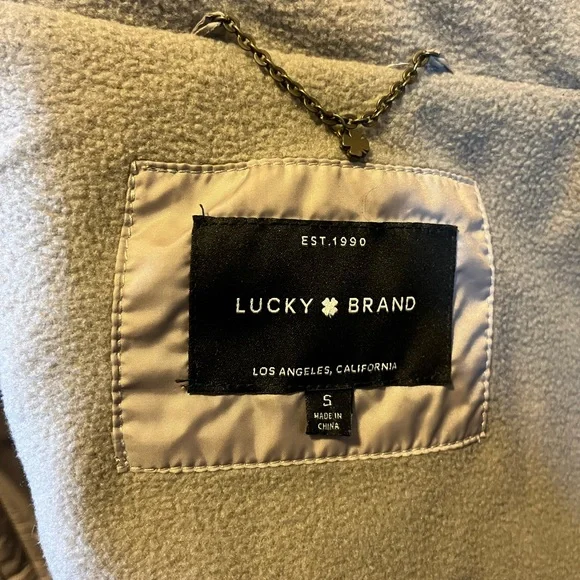 EST.1990
LUCKY BRAND
LOS ANGELES, CALIFORNIA
S
MADE IN
CHINA